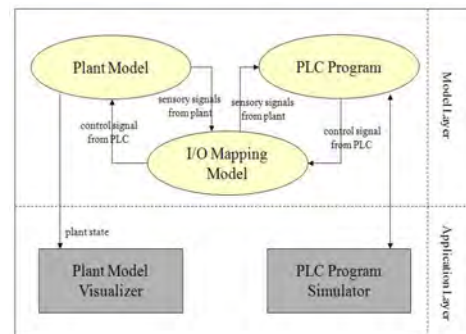 Plant Model
PLC Program
sensory signals
from plant
sensory signals
from plant
control signal
from PLC
control signal
from PLC
I/O Mapping
Model
Model Layer
plant state
Plant Model
Visualizer
PLC Program
Simulator
Application Layer